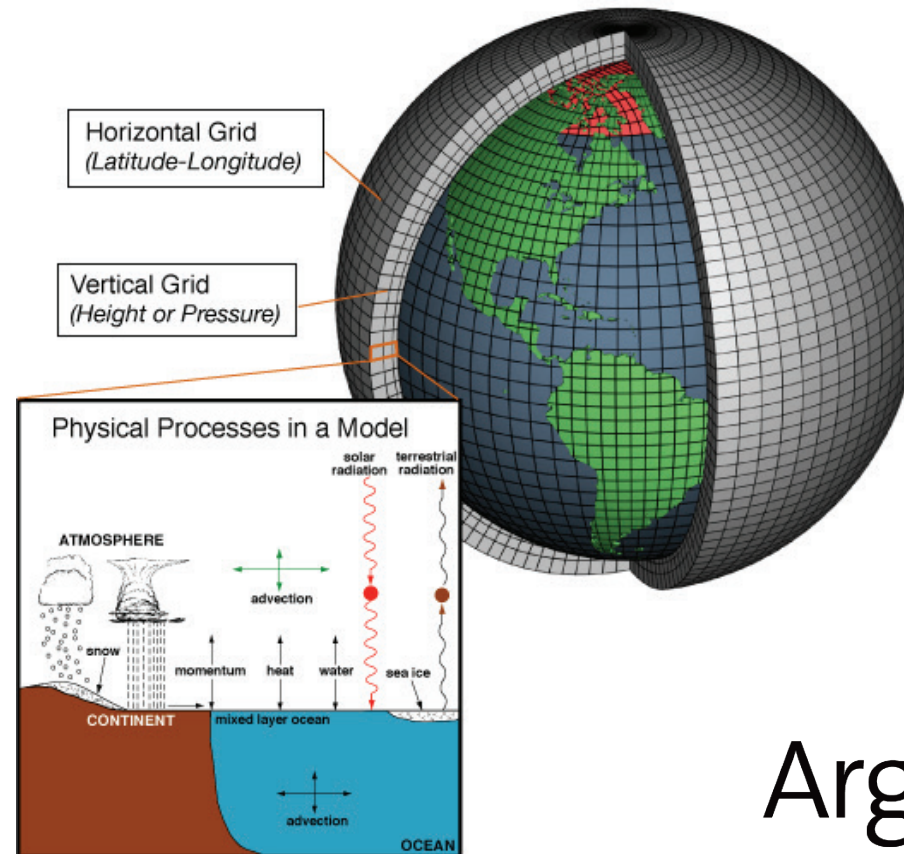 Horizontal Grid
(Latitude-Longitude)
Vertical Grid
(Height or Pressure)
Physical Processes in a Model
solar
radiation
terrestrial
radiation
ATMOSPHERE
advection
snow
momentum
heat
water
sea ice
CONTINENT
mixed layer ocean
advection
OCEAN
Arg